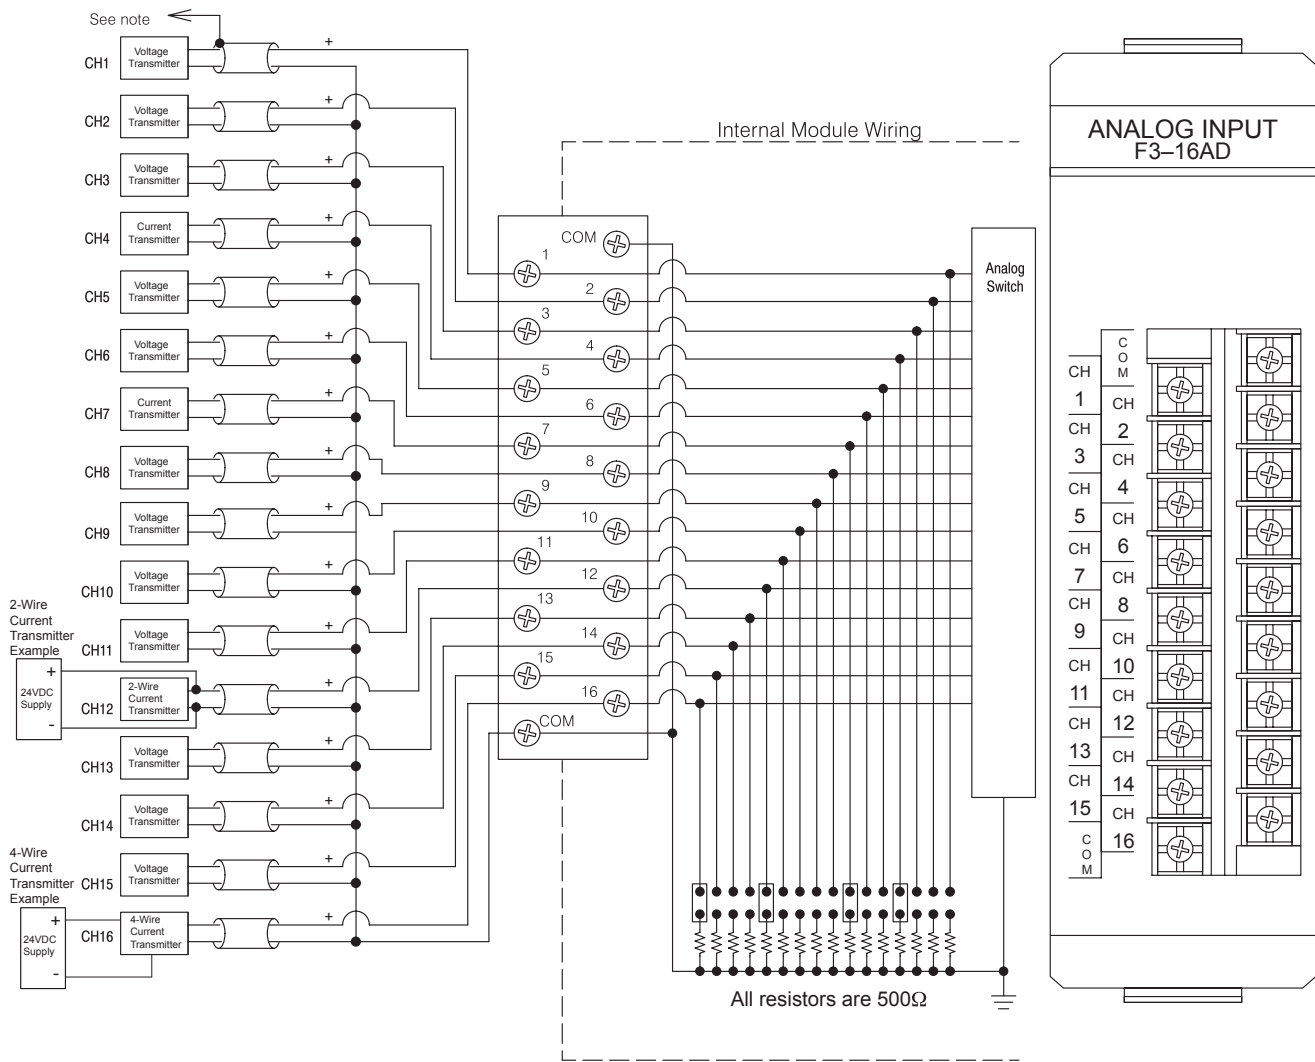 See note
CH1
Voltage
Transmitter
+
CH2
Voltage
Transmitter
+
CH3
Voltage
Transmitter
+
CH4
Current
Transmitter
+
CH5
Voltage
Transmitter
+
CH6
Voltage
Transmitter
+
CH7
Current
Transmitter
+
CH8
Voltage
Transmitter
+
CH9
Voltage
Transmitter
+
CH10
Voltage
Transmitter
+
CH11
Voltage
Transmitter
+
2-Wire
Current
Transmitter
Example
+
24VDC
Supply
-
CH12
2-Wire
Current
Transmitter
+
CH13
Voltage
Transmitter
+
CH14
Voltage
Transmitter
+
CH15
Voltage
Transmitter
+
4-Wire
Current
Transmitter
Example
+
24VDC
Supply
-
CH16
4-Wire
Current
Transmitter
+
Internal Module Wiring
COM
1
2
3
4
5
6
7
8
9
10
11
12
13
14
15
16
COM
Analog
Switch
All resistors are 500Ω
ANALOG INPUT
F3–16AD
C
O
M
CH
1
CH
2
CH
3
CH
4
CH
5
CH
6
CH
7
CH
8
CH
9
CH
10
CH
11
CH
12
CH
13
CH
14
CH
15
CH
16
C
O
M